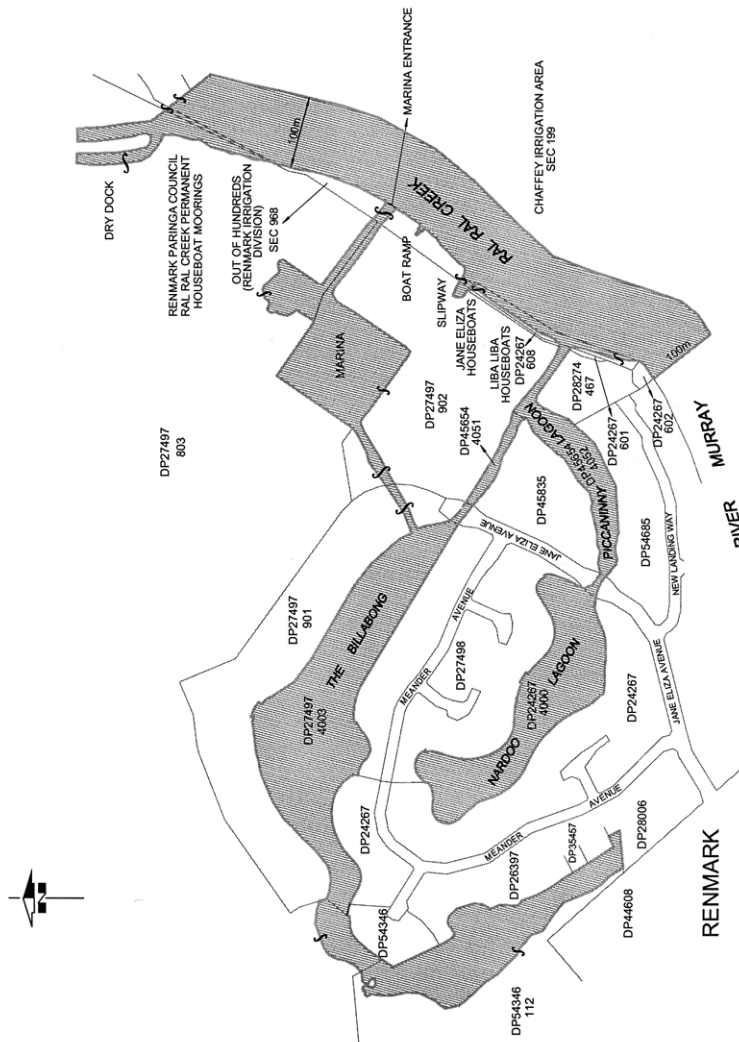 DRY DOCK
RENMARK PARINGA COUNCIL
RAL RAL CREEK PERMANENT
HOUSEBOAT MOORINGS
OUT OF HUNDREDS
(RENMARK IRRIGATION
DIVISION)
SEC 968
100m
MARINA ENTRANCE
RAL RAL CREEK
CHAFFEY IRRIGATION AREA
SEC 199
BOAT RAMP
SLIPWAY
JANE ELIZA
HOUSEBOATS
LIBA LIBA
HOUSEBOATS
DP24267
608
MARINA
DP27497
803
DP27497
902
DP45654
4051
DP28274
467
100m
DP24267
601
DP24267
602
PICCANINNY LAGOON
DP45654
4052
DP45835
DP54685
NEW LANDING WAY
MURRAY
RIVER
JANE ELIZA AVENUE
DP27497
901
THE BILLABONG
DP27497
4003
MEANDER AVENUE
DP27498
NARDOO LAGOON
DP24267
4000
DP24267
JANE ELIZA AVENUE
DP24267
MEANDER AVENUE
DP54346
DP26397
DP35457
DP28006
DP44608
DP54346
112
RENMARK
N